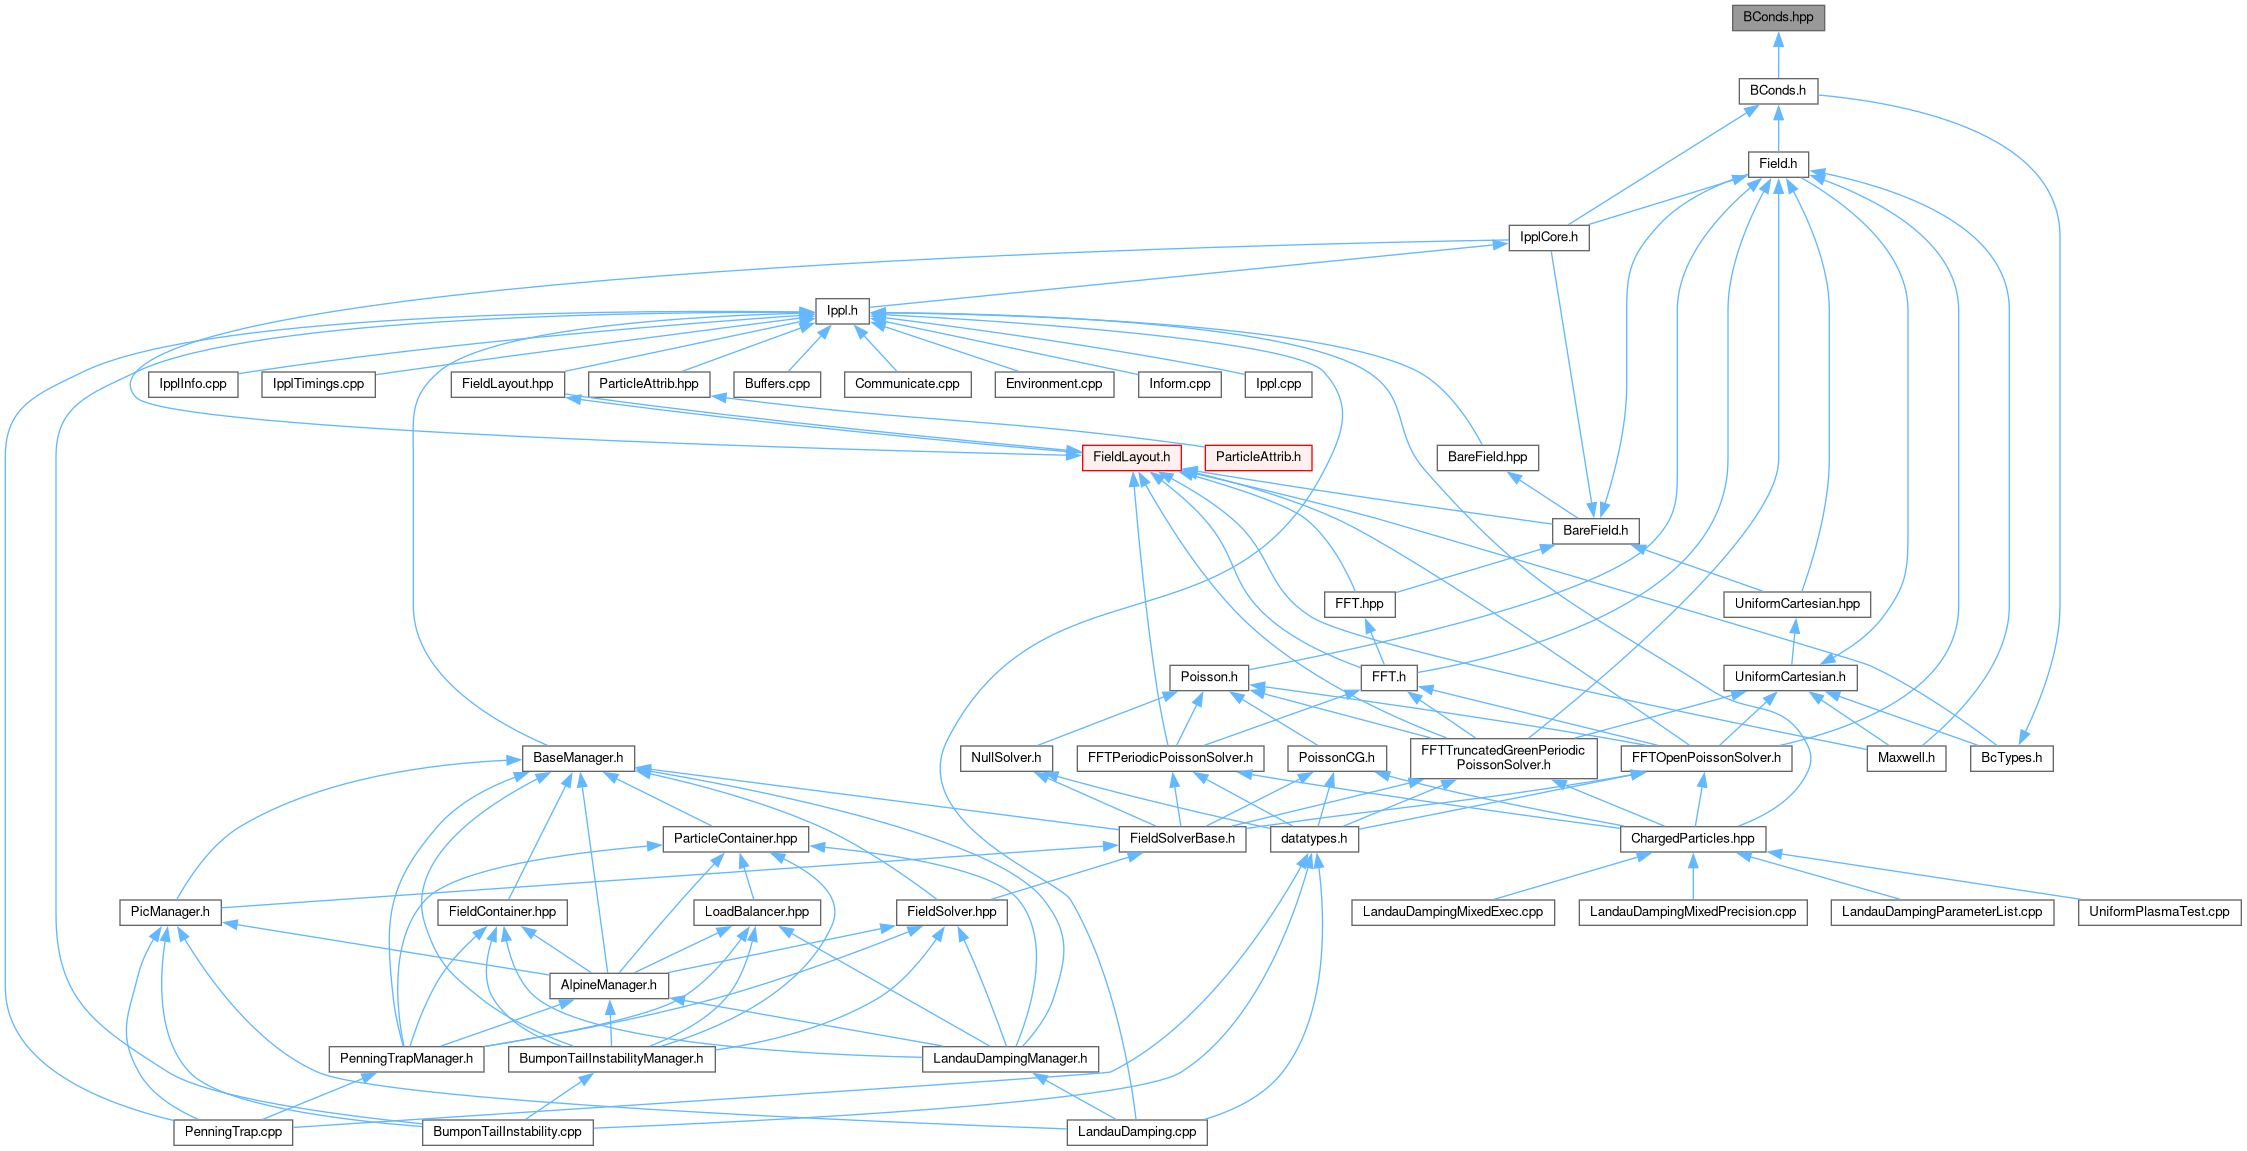 BConds.hpp
BConds.h
Field.h
IpplCore.h
Ippl.h
IpplInfo.cpp
IpplTimings.cpp
FieldLayout.hpp
ParticleAttrib.hpp
Buffers.cpp
Communicate.cpp
Environment.cpp
Inform.cpp
Ippl.cpp
FieldLayout.h
ParticleAttrib.h
BareField.hpp
BareField.h
FFT.hpp
UniformCartesian.hpp
Poisson.h
FFT.h
UniformCartesian.h
BaseManager.h
NullSolver.h
FFTPeriodicPoissonSolver.h
PoissonCG.h
FFTTruncatedGreenPeriodic
PoissonSolver.h
FFTOpenPoissonSolver.h
Maxwell.h
BcTypes.h
ParticleContainer.hpp
FieldSolverBase.h
datatypes.h
ChargedParticles.hpp
PicManager.h
FieldContainer.hpp
LoadBalancer.hpp
FieldSolver.hpp
LandauDampingMixedExec.cpp
LandauDampingMixedPrecision.cpp
LandauDampingParameterList.cpp
UniformPlasmaTest.cpp
AlpineManager.h
PenningTrapManager.h
BumponTailInstabilityManager.h
LandauDampingManager.h
PenningTrap.cpp
BumponTailInstability.cpp
LandauDamping.cpp